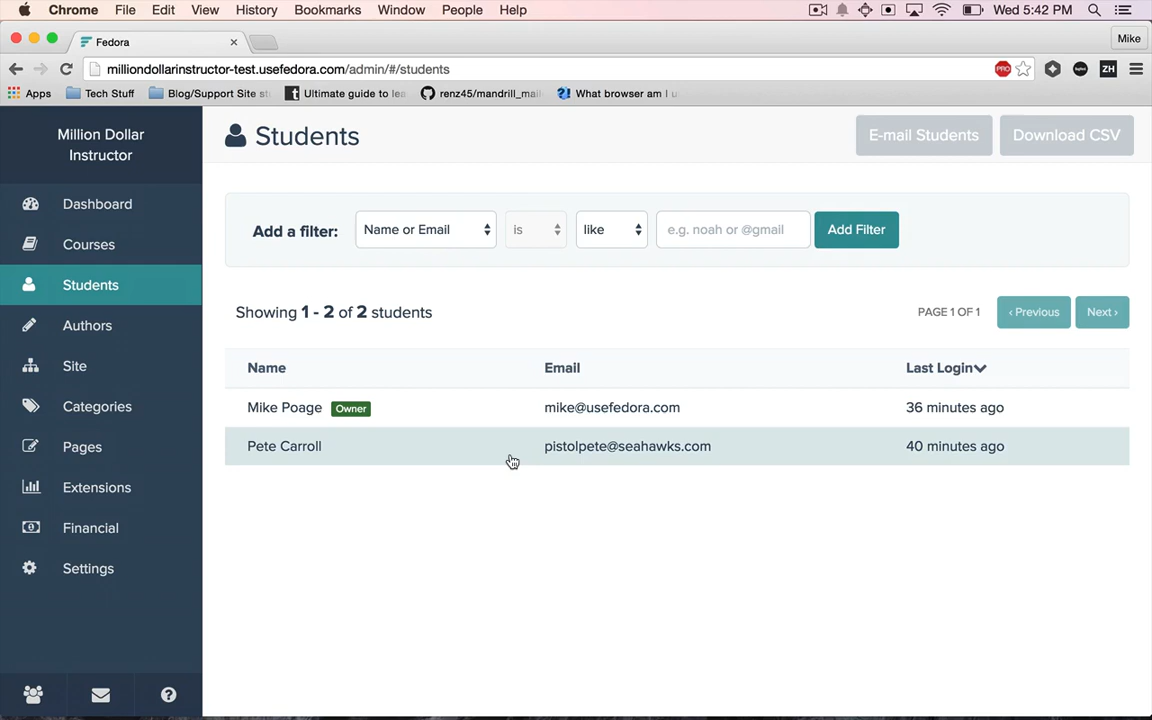 Chrome File Edit View History Bookmarks Window People Help Wed 5:42 PM
Fedora Mike
milliondollarinstructor-test.usefedora.com/admin/#/students PRO ZH
Apps Tech Stuff Blog/Support Site st Ultimate guide to lea renz45/mandrill_mail What browser am I u
Million Dollar
Instructor
Students
E-mail Students
Download CSV
Dashboard
Courses
Students
Authors
Site
Categories
Pages
Extensions
Financial
Settings
Add a filter: Name or Email is like e.g. noah or @gmail Add Filter
Showing 1 - 2 of 2 students PAGE 1 OF 1 ‹ Previous Next ›
Name Email Last Login
Mike Poage Owner mike@usefedora.com 36 minutes ago
Pete Carroll pistolpete@seahawks.com 40 minutes ago